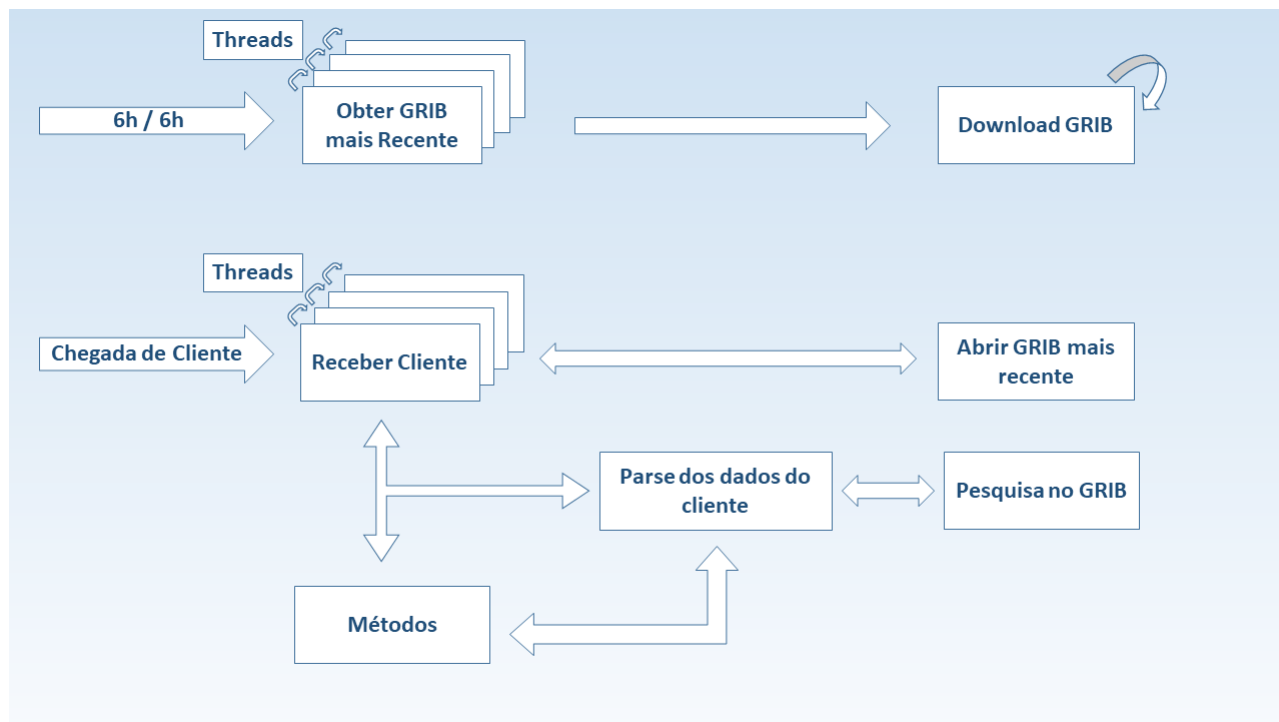 Threads
6h / 6h
Obter GRIB
mais Recente
Download GRIB
Threads
Chegada de Cliente
Receber Cliente
Abrir GRIB mais
recente
Parse dos dados do
cliente
Pesquisa no GRIB
Métodos